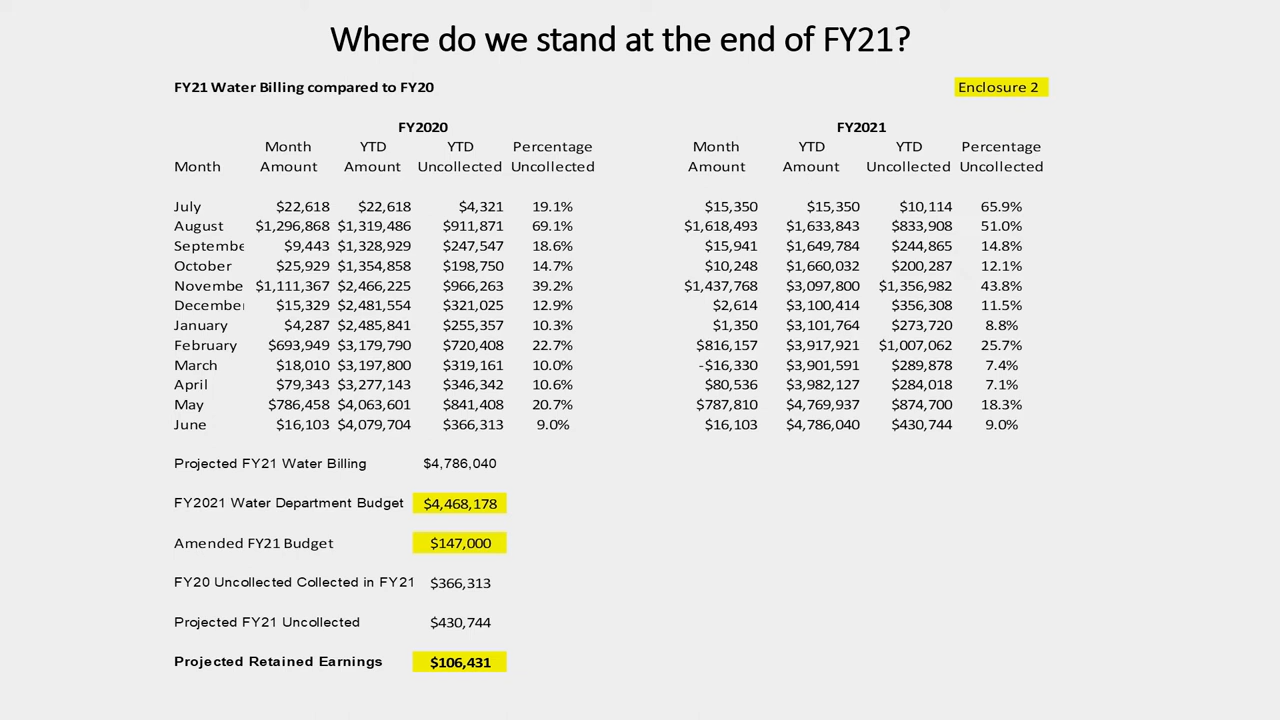 Where do we stand at the end of FY21?
FY21 Water Billing compared to FY20 Enclosure 2
FY2020 FY2021
Month YTD YTD Percentage Month YTD YTD Percentage
Month Amount Amount Uncollected Uncollected Amount Amount Uncollected Uncollected
July $22,618 $22,618 $4,321 19.1% $15,350 $15,350 $10,114 65.9%
August $1,296,868 $1,319,486 $911,871 69.1% $1,618,493 $1,633,843 $833,908 51.0%
Septembe $9,443 $1,328,929 $247,547 18.6% $15,941 $1,649,784 $244,865 14.8%
October $25,929 $1,354,858 $198,750 14.7% $10,248 $1,660,032 $200,287 12.1%
Novembe $1,111,367 $2,466,225 $966,263 39.2% $1,437,768 $3,097,800 $1,356,982 43.8%
December $15,329 $2,481,554 $321,025 12.9% $2,614 $3,100,414 $356,308 11.5%
January $4,287 $2,485,841 $255,357 10.3% $1,350 $3,101,764 $273,720 8.8%
February $693,949 $3,179,790 $720,408 22.7% $816,157 $3,917,921 $1,007,062 25.7%
March $18,010 $3,197,800 $319,161 10.0% -$16,330 $3,901,591 $289,878 7.4%
April $79,343 $3,277,143 $346,342 10.6% $80,536 $3,982,127 $284,018 7.1%
May $786,458 $4,063,601 $841,408 20.7% $787,810 $4,769,937 $874,700 18.3%
June $16,103 $4,079,704 $366,313 9.0% $16,103 $4,786,040 $430,744 9.0%
Projected FY21 Water Billing $4,786,040
FY2021 Water Department Budget $4,468,178
Amended FY21 Budget $147,000
FY20 Uncollected Collected in FY21 $366,313
Projected FY21 Uncollected $430,744
Projected Retained Earnings $106,431